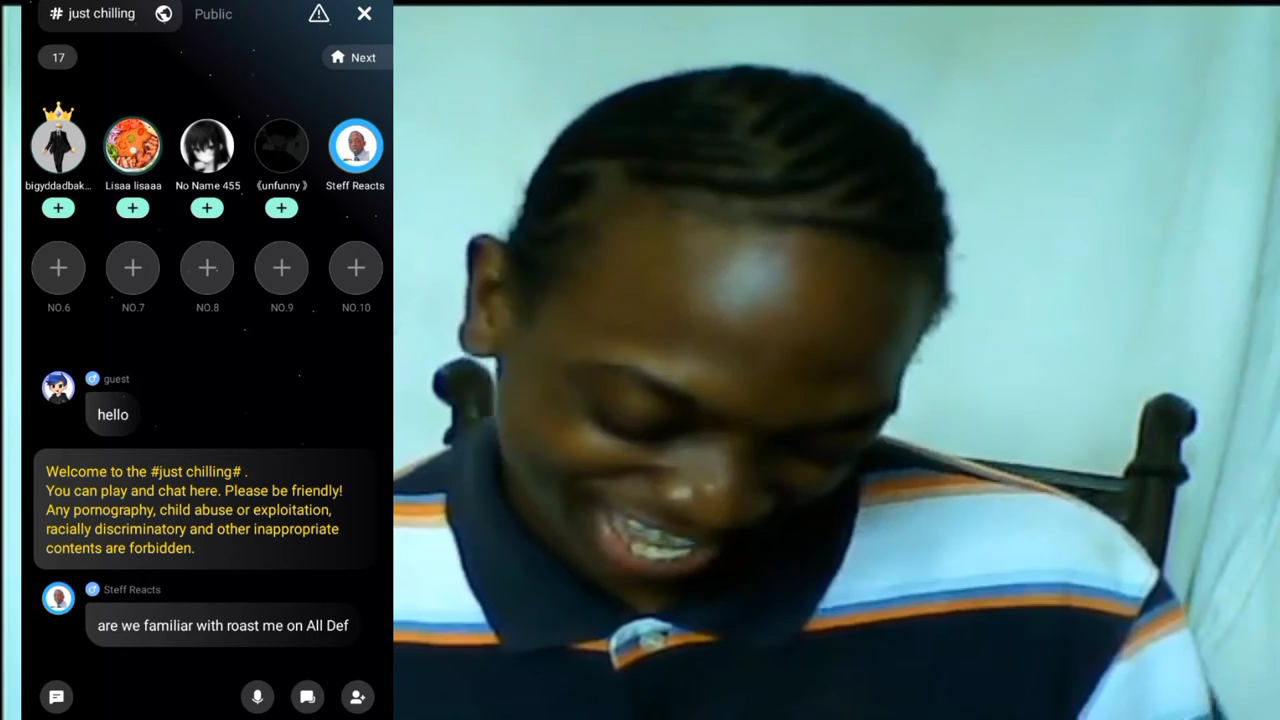 # just chilling
Public
17
Next
bigyddadbak...
Lisaa lisaaa
No Name 455
《unfunny 》
Steff Reacts
NO.6
NO.7
NO.8
NO.9
NO.10
guest
hello
Welcome to the #just chilling# .
You can play and chat here. Please be friendly!
Any pornography, child abuse or exploitation,
racially discriminatory and other inappropriate
contents are forbidden.
Steff Reacts
are we familiar with roast me on All Def